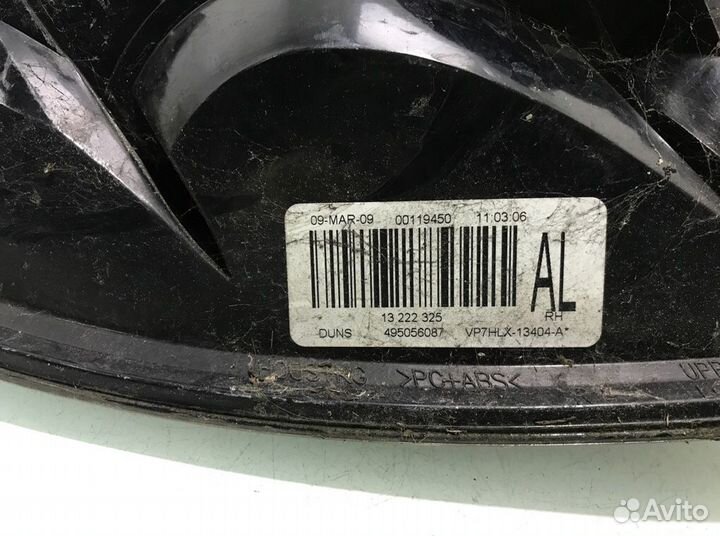 09-MAR-09 00119450 11:03:06
AL
13 222 325 RH
DUNS 495056087 VP7HLX-13404-A*
>PC+ABS<
Avito